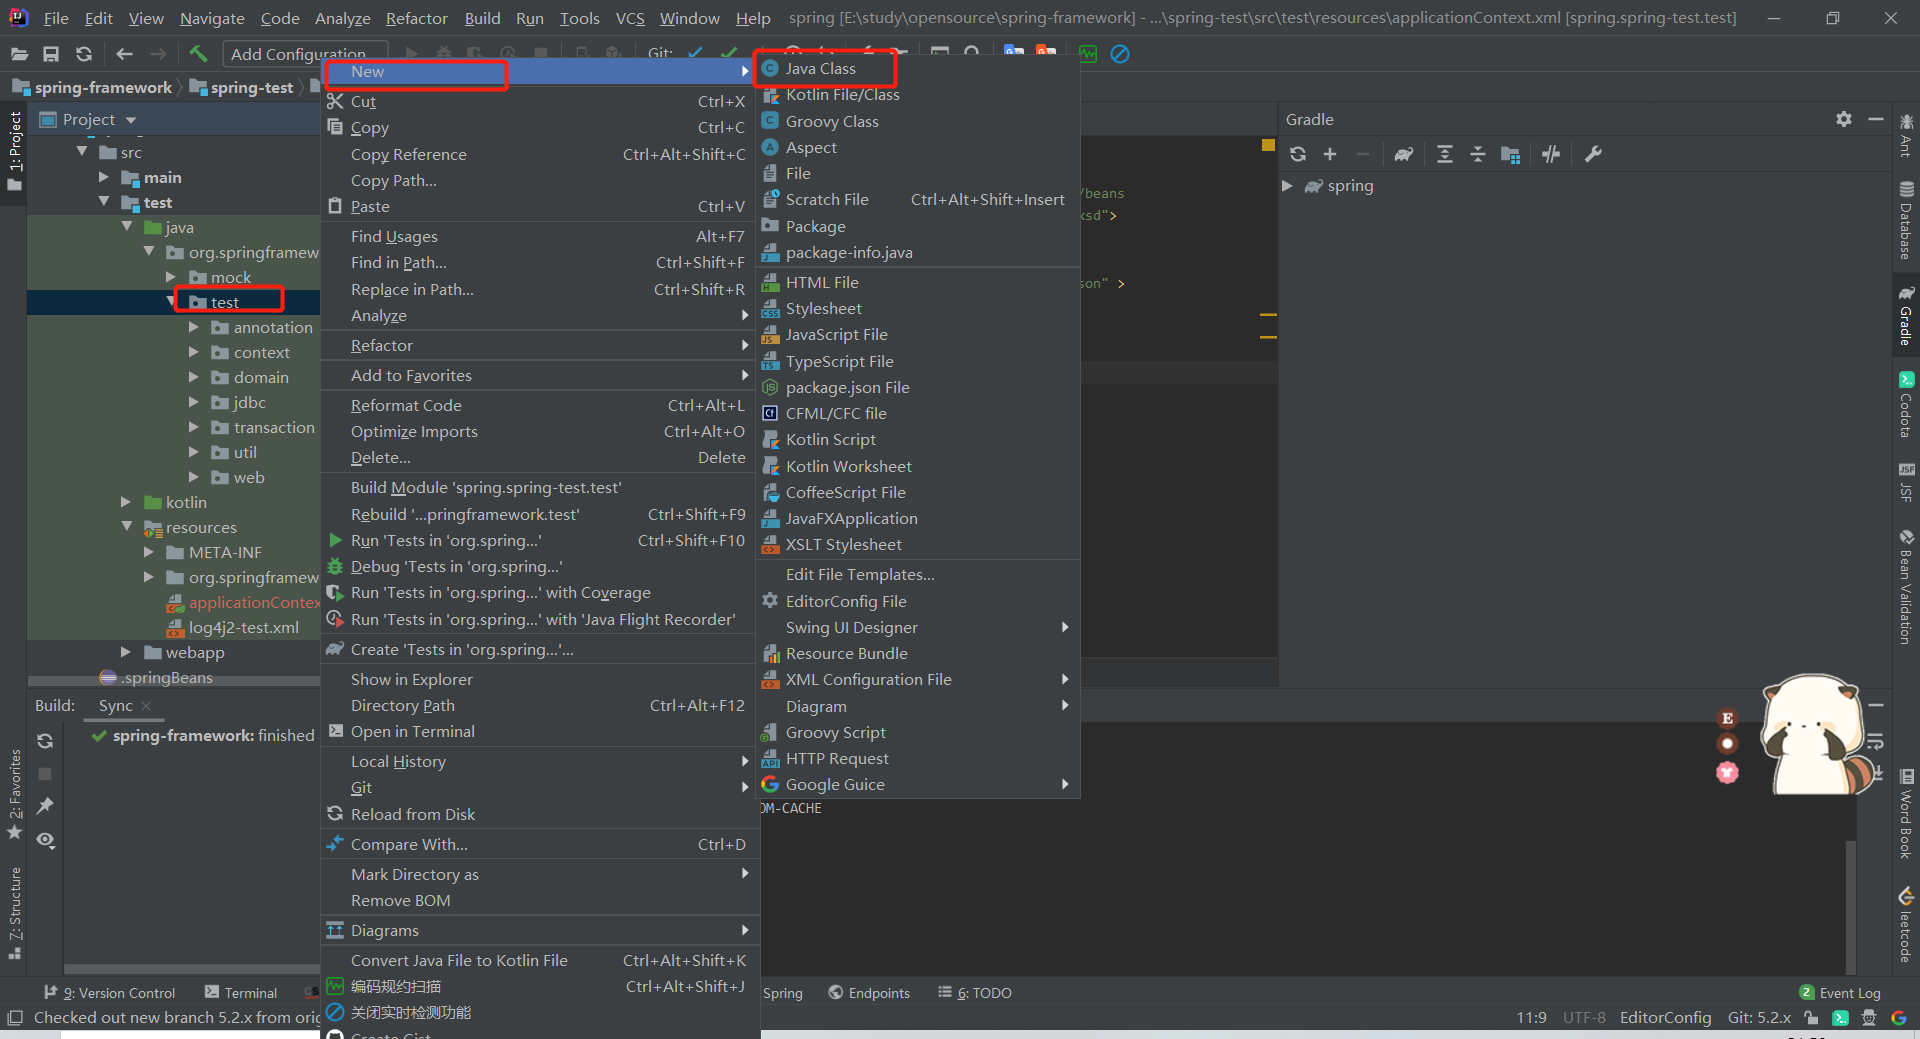 File Edit View Navigate Code Analyze Refactor Build Run Tools VCS Window Help spring [E:\study\opensource\spring-framework] - ...\spring-test\src\test\resources\applicationContext.xml [spring.spring-test.test]
Add Configuration... Git:
spring-framework spring-test
1: Project
Project
src
main
test
java
org.springframew
mock
test
annotation
context
domain
jdbc
transaction
util
web
kotlin
resources
META-INF
org.springframew
applicationContex
log4j2-test.xml
webapp
.springBeans
New
Cut Ctrl+X
Copy Ctrl+C
Copy Reference Ctrl+Alt+Shift+C
Copy Path...
Paste Ctrl+V
Find Usages Alt+F7
Find in Path... Ctrl+Shift+F
Replace in Path... Ctrl+Shift+R
Analyze
Refactor
Add to Favorites
Reformat Code Ctrl+Alt+L
Optimize Imports Ctrl+Alt+O
Delete... Delete
Build Module 'spring.spring-test.test'
Rebuild '...pringframework.test' Ctrl+Shift+F9
Run 'Tests in 'org.spring...' Ctrl+Shift+F10
Debug 'Tests in 'org.spring...'
Run 'Tests in 'org.spring...' with Coverage
Run 'Tests in 'org.spring...' with 'Java Flight Recorder'
Create 'Tests in 'org.spring...'...
Show in Explorer
Directory Path Ctrl+Alt+F12
Open in Terminal
Local History
Git
Reload from Disk
Compare With... Ctrl+D
Mark Directory as
Remove BOM
Diagrams
Convert Java File to Kotlin File Ctrl+Alt+Shift+K
编码规约扫描 Ctrl+Alt+Shift+J
关闭实时检测功能
Create Gist...
Java Class
Kotlin File/Class
Groovy Class
Aspect
File
Scratch File Ctrl+Alt+Shift+Insert
Package
package-info.java
HTML File
Stylesheet
JavaScript File
TypeScript File
package.json File
CFML/CFC file
Kotlin Script
Kotlin Worksheet
CoffeeScript File
JavaFXApplication
XSLT Stylesheet
Edit File Templates...
EditorConfig File
Swing UI Designer
Resource Bundle
XML Configuration File
Diagram
Groovy Script
HTTP Request
Google Guice
/beans
xsd">
son" >
Gradle
spring
Ant
Database
Gradle
Codota
JSF
Bean Validation
Word Book
leetcode
Build: Sync
spring-framework: finished
OM-CACHE
E
2: Favorites
7: Structure
9: Version Control Terminal Spring Endpoints 6: TODO 2 Event Log
Checked out new branch 5.2.x from orig 11:9 UTF-8 EditorConfig Git: 5.2.x